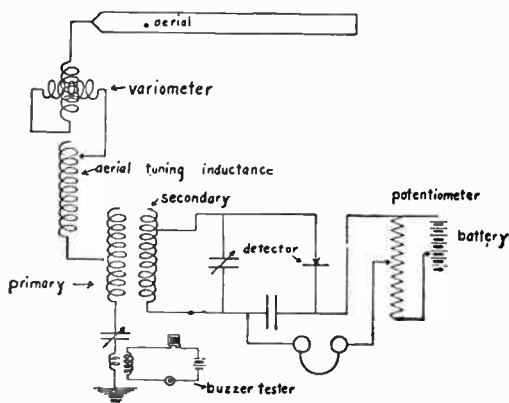 aerial
variometer
aerial tuning inductance
secondary
potentiometer
battery
detector
primary
buzzer tester